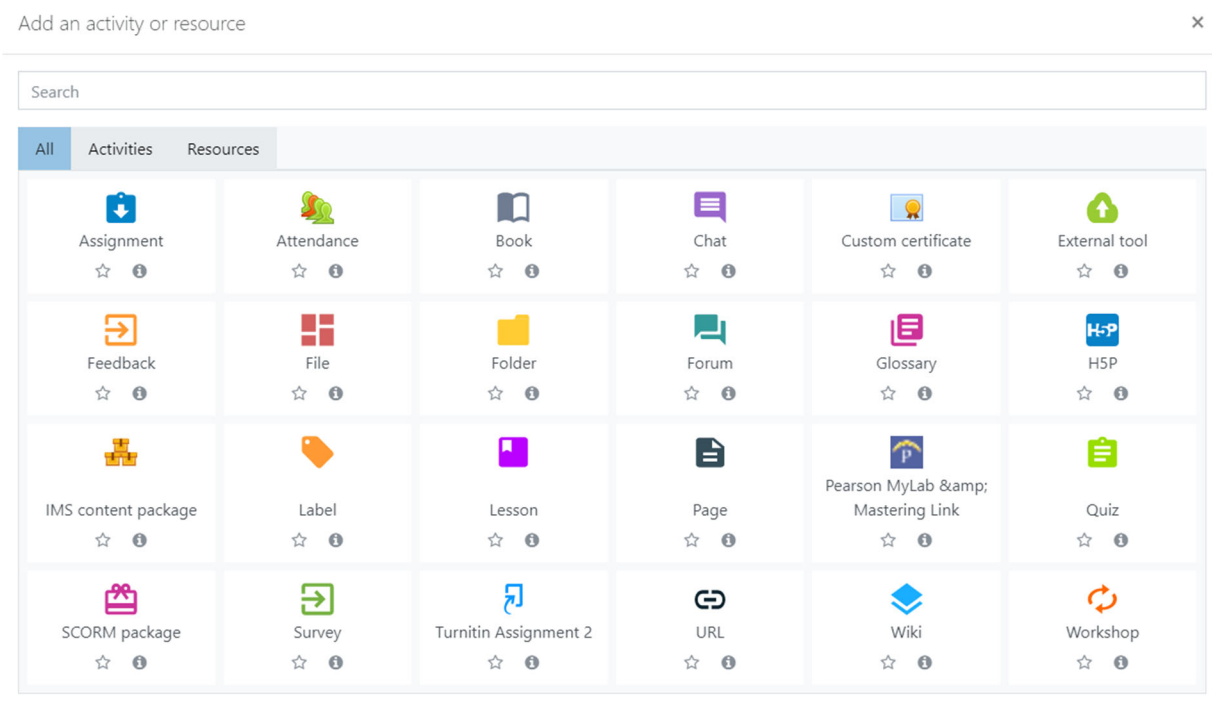 Add an activity or resource
×
Search
All Activities Resources
Assignment Attendance Book Chat Custom certificate External tool
H5P
Feedback File Folder Forum Glossary H5P
p
Pearson MyLab &amp;
IMS content package Label Lesson Page Mastering Link Quiz
SCORM package Survey Turnitin Assignment 2 URL Wiki Workshop